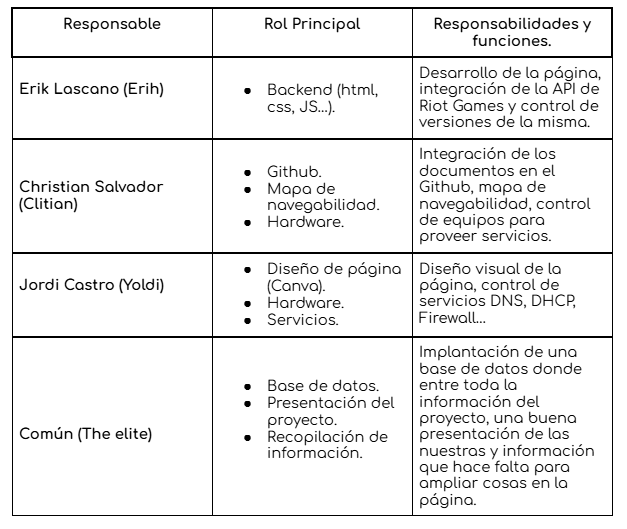 Responsable
Rol Principal
Responsabilidades y
funciones.
Erik Lascano (Erih)
● Backend (html,
css, JS...).
Desarrollo de la página,
integración de la API de
Riot Games y control de
versiones de la misma.
Christian Salvador
(Clitian)
● Github.
● Mapa de
navegabilidad.
● Hardware.
Integración de los
documentos en el
Github, mapa de
navegabilidad, control
de equipos para
proveer servicios.
Jordi Castro (Yoldi)
● Diseño de página
(Canva).
● Hardware.
● Servicios.
Diseño visual de la
página, control de
servicios DNS, DHCP,
Firewall...
Común (The elite)
● Base de datos.
● Presentación del
proyecto.
● Recopilación de
información.
Implantación de una
base de datos donde
entre toda la
información del
proyecto, una buena
presentación de las
nuestras y información
que hace falta para
ampliar cosas en la
página.